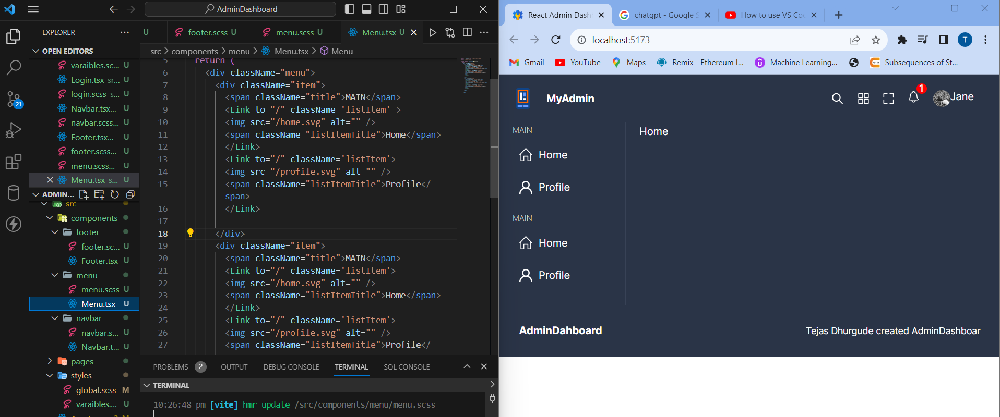 AdminDashboard
EXPLORER
OPEN EDITORS
varaibles.sc... U
Login.tsx sr... U
login.scss s... U
Navbar.tsx... U
navbar.scss... U
Footer.tsx... U
footer.scss... U
menu.scss... U
Menu.tsx s... U
21
ADMIN...
src
components
footer
footer.sc... U
Footer.tsx U
menu
menu.scss U
Menu.tsx U
navbar
navbar.s... U
Navbar.t... U
pages
styles
global.scss M
varaibles.... U
U footer.scss U menu.scss U Menu.tsx U
src > components > menu > Menu.tsx > Menu
5 return (
6 <div className="menu">
7 <div className="item">
8 <span className="title">MAIN</span>
9 <Link to="/" className='listItem' >
10 <img src="/home.svg" alt="" />
11 <span className="listItemTitle">Home</span>
12 </Link>
13 <Link to="/" className='listItem'>
14 <img src="/profile.svg" alt="" />
15 <span className="listItemTitle">Profile</
span>
16 </Link>
17
18 </div>
19 <div className="item">
20 <span className="title">MAIN</span>
21 <Link to="/" className='listItem'>
22 <img src="/home.svg" alt="" />
23 <span className="listItemTitle">Home</span>
24 </Link>
25 <Link to="/" className='listItem'>
26 <img src="/profile.svg" alt="" />
27 <span className="listItemTitle">Profile</
PROBLEMS 2 OUTPUT DEBUG CONSOLE TERMINAL SQL CONSOLE
TERMINAL
10:26:48 pm [vite] hmr update /src/components/menu/menu.scss
React Admin Dash chatgpt - Google S How to use VS Co
localhost:5173
T
Gmail YouTube Maps Remix - Ethereum I... Machine Learning... Subsequences of St...
MyAdmin
1
Jane
MAIN
Home
Profile
MAIN
Home
Profile
Home
AdminDahboard
Tejas Dhurgude created AdminDashboar